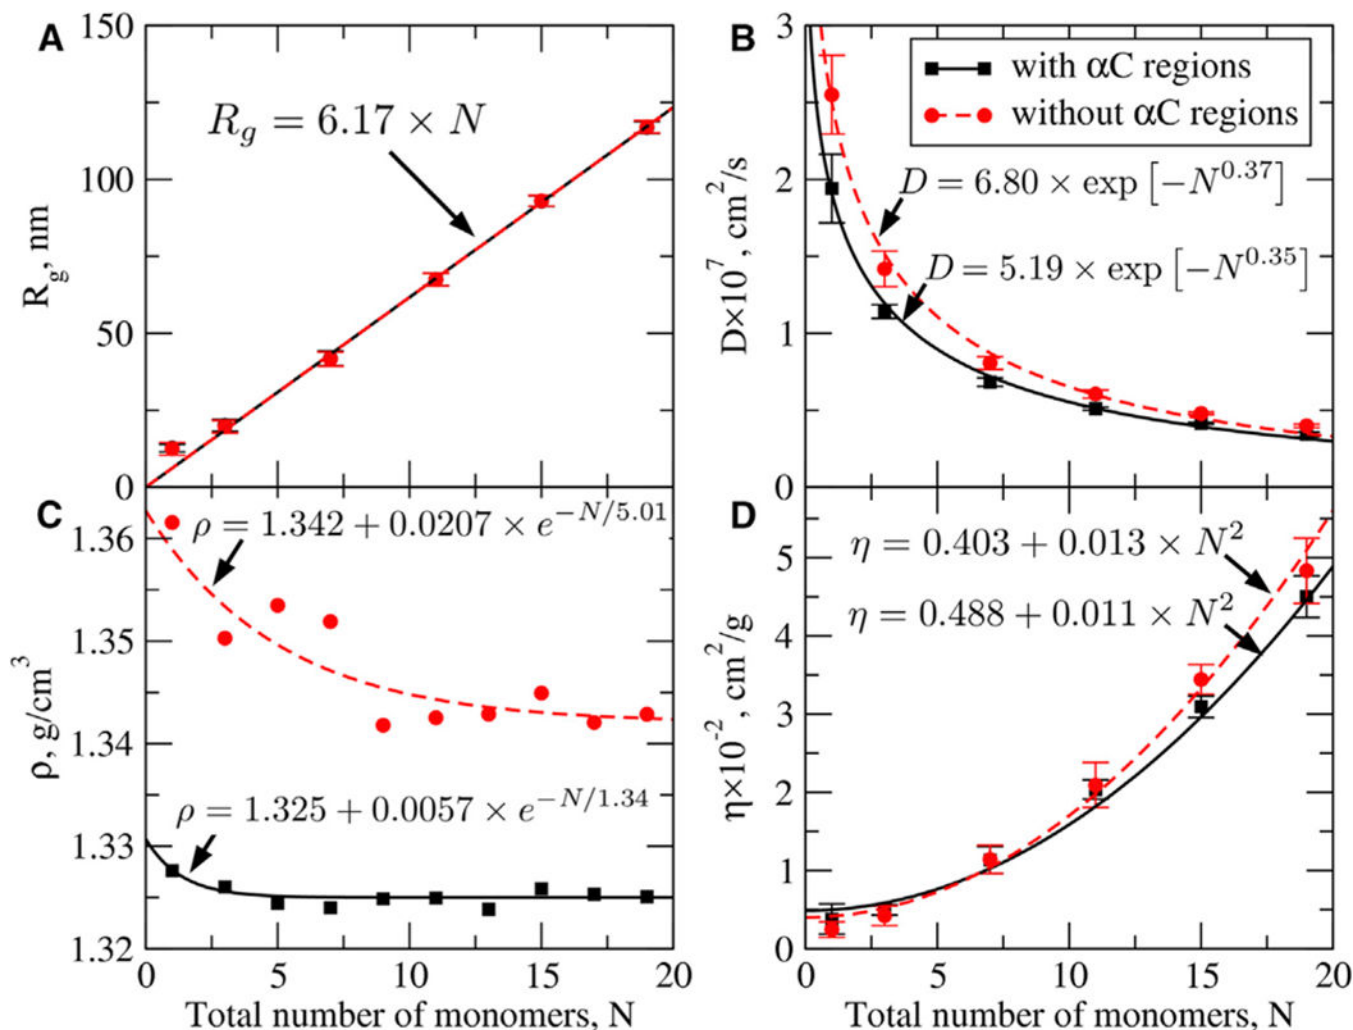 A
150
100
50
0
R_g, nm
R_g = 6.17 × N
B
3
2
1
0
D×10^7, cm^2/s
with αC regions
without αC regions
D = 6.80 × exp [−N^0.37]
D = 5.19 × exp [−N^0.35]
C
1.36
1.35
1.34
1.33
1.32
ρ, g/cm^3
ρ = 1.342 + 0.0207 × e^−N/5.01
ρ = 1.325 + 0.0057 × e^−N/1.34
0 5 10 15 20
Total number of monomers, N
D
5
4
3
2
1
0
η×10^-2, cm^2/g
η = 0.403 + 0.013 × N^2
η = 0.488 + 0.011 × N^2
0 5 10 15 20
Total number of monomers, N